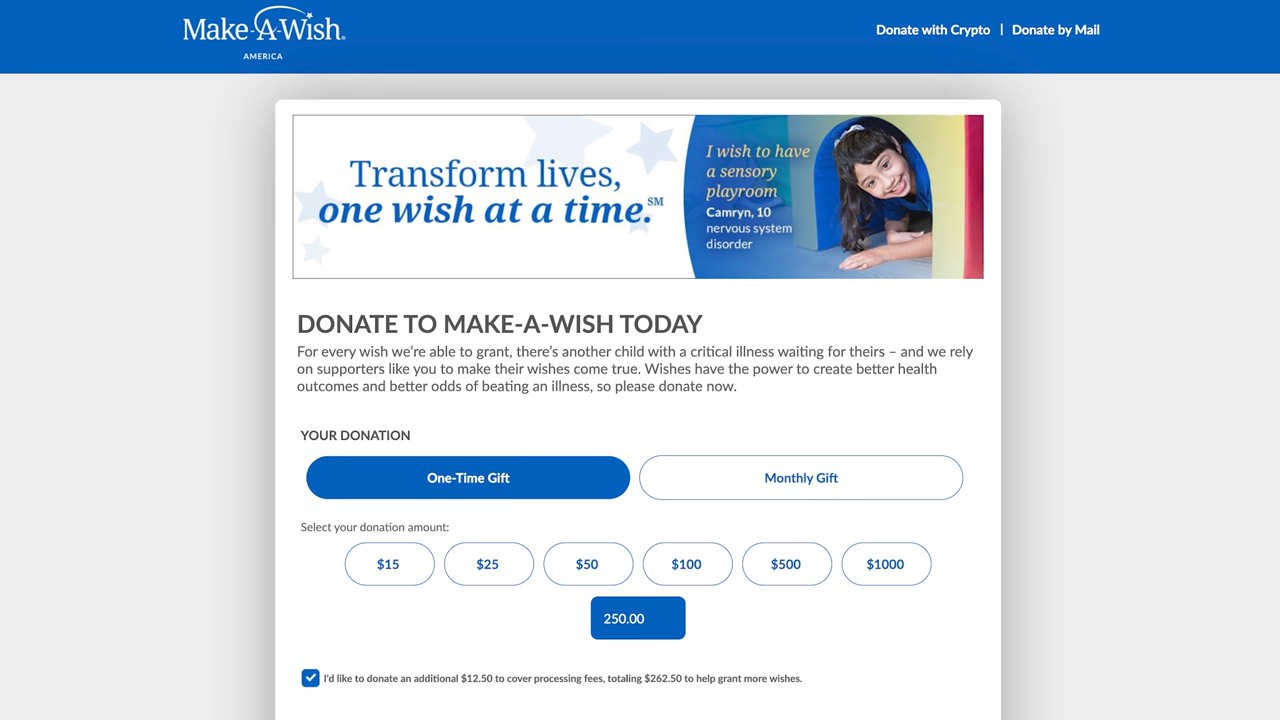 Make-A-Wish®
AMERICA
Donate with Crypto | Donate by Mail
Transform lives,
one wish at a time.SM
I wish to have
a sensory
playroom
Camryn, 10
nervous system
disorder
DONATE TO MAKE-A-WISH TODAY
For every wish we’re able to grant, there’s another child with a critical illness waiting for theirs – and we rely
on supporters like you to make their wishes come true. Wishes have the power to create better health
outcomes and better odds of beating an illness, so please donate now.
YOUR DONATION
One-Time Gift
Monthly Gift
Select your donation amount:
$15
$25
$50
$100
$500
$1000
250.00
I'd like to donate an additional $12.50 to cover processing fees, totaling $262.50 to help grant more wishes.